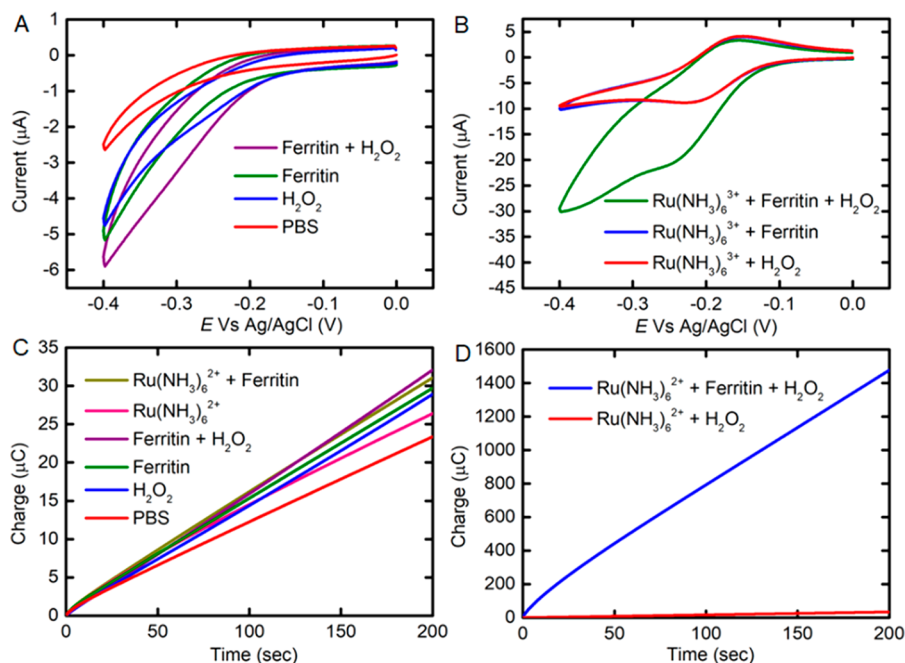 A
1
0
-1
-2
-3
-4
-5
-6
Current (μA)
Ferritin + H₂O₂
Ferritin
H₂O₂
PBS
-0.4 -0.3 -0.2 -0.1 0.0
E Vs Ag/AgCl (V)
B
5
0
-5
-10
-15
-20
-25
-30
-35
-40
-45
Current (μA)
Ru(NH₃)₆³⁺ + Ferritin + H₂O₂
Ru(NH₃)₆³⁺ + Ferritin
Ru(NH₃)₆³⁺ + H₂O₂
-0.4 -0.3 -0.2 -0.1 0.0
E Vs Ag/AgCl (V)
C
35
30
25
20
15
10
5
0
Charge (μC)
Ru(NH₃)₆²⁺ + Ferritin
Ru(NH₃)₆²⁺
Ferritin + H₂O₂
Ferritin
H₂O₂
PBS
0 50 100 150 200
Time (sec)
D
1600
1400
1200
1000
800
600
400
200
0
Charge (μC)
Ru(NH₃)₆²⁺ + Ferritin + H₂O₂
Ru(NH₃)₆²⁺ + H₂O₂
0 50 100 150 200
Time (sec)